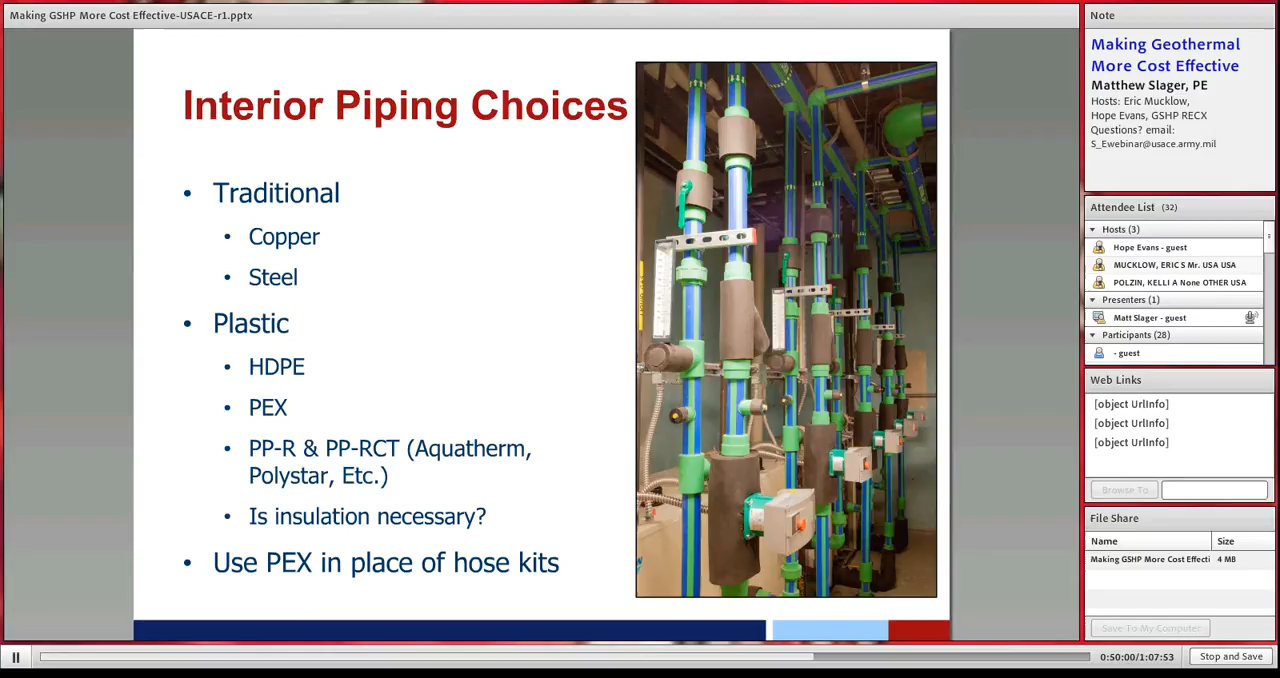 Making GSHP More Cost Effective-USACE-r1.pptx
Interior Piping Choices
• Traditional
• Copper
• Steel
• Plastic
• HDPE
• PEX
• PP-R & PP-RCT (Aquatherm,
Polystar, Etc.)
• Is insulation necessary?
• Use PEX in place of hose kits
Note
Making Geothermal
More Cost Effective
Matthew Slager, PE
Hosts: Eric Mucklow,
Hope Evans, GSHP RECX
Questions? email:
S_Ewebinar@usace.army.mil
Attendee List (32)
Hosts (3)
Hope Evans - guest
MUCKLOW, ERIC S Mr. USA USA
POLZIN, KELLI A None OTHER USA
Presenters (1)
Matt Slager - guest
Participants (28)
- guest
Web Links
[object UrlInfo]
[object UrlInfo]
[object UrlInfo]
Browse To
File Share
Name Size
Making GSHP More Cost Effecti 4 MB
Save To My Computer
0:50:00/1:07:53
Stop and Save